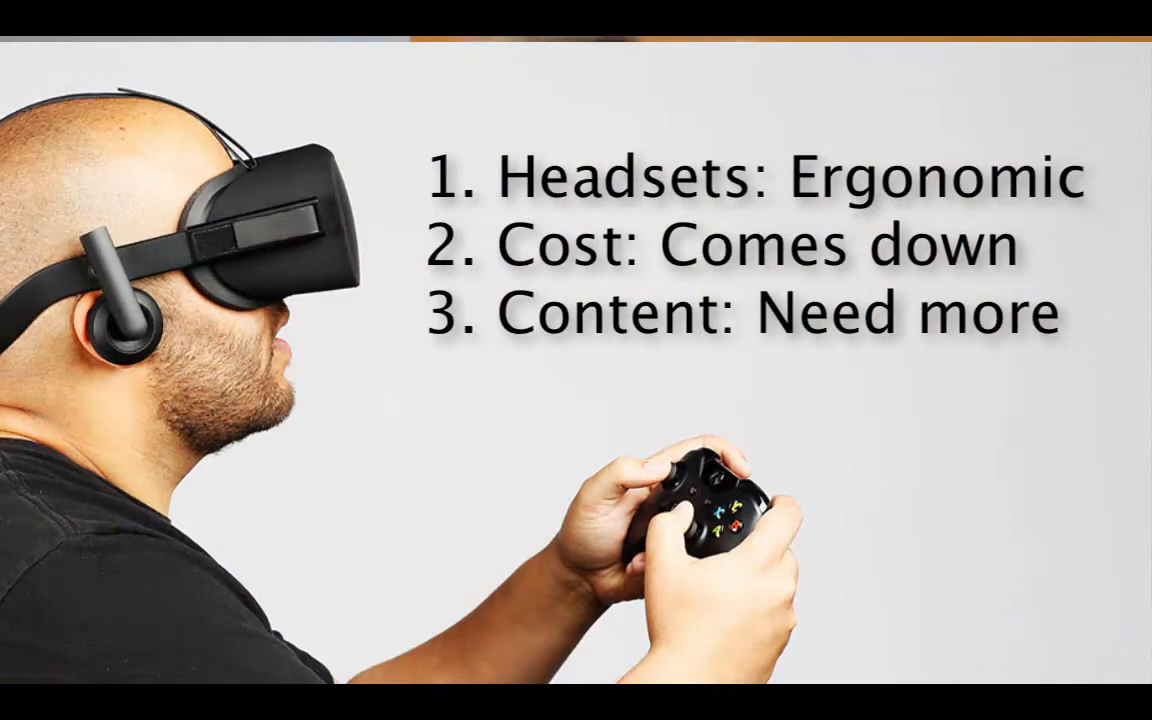 1. Headsets: Ergonomic
2. Cost: Comes down
3. Content: Need more